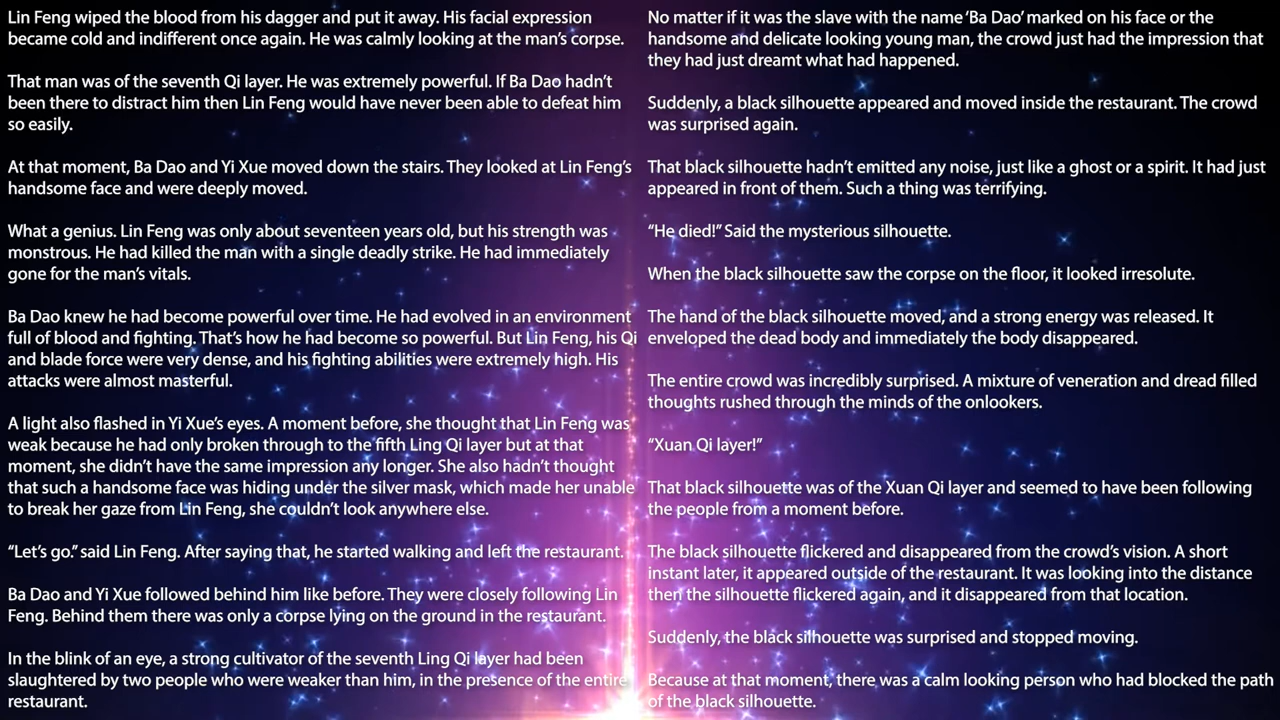 Lin Feng wiped the blood from his dagger and put it away. His facial expression
became cold and indifferent once again. He was calmly looking at the man’s corpse.
That man was of the seventh Qi layer. He was extremely powerful. If Ba Dao hadn’t
been there to distract him then Lin Feng would have never been able to defeat him
so easily.
At that moment, Ba Dao and Yi Xue moved down the stairs. They looked at Lin Feng’s
handsome face and were deeply moved.
What a genius. Lin Feng was only about seventeen years old, but his strength was
monstrous. He had killed the man with a single deadly strike. He had immediately
gone for the man’s vitals.
Ba Dao knew he had become powerful over time. He had evolved in an environment
full of blood and fighting. That’s how he had become so powerful. But Lin Feng, his Qi
and blade force were very dense, and his fighting abilities were extremely high. His
attacks were almost masterful.
A light also flashed in Yi Xue’s eyes. A moment before, she thought that Lin Feng was
weak because he had only broken through to the fifth Ling Qi layer but at that
moment, she didn’t have the same impression any longer. She also hadn’t thought
that such a handsome face was hiding under the silver mask, which made her unable
to break her gaze from Lin Feng, she couldn’t look anywhere else.
“Let’s go.” said Lin Feng. After saying that, he started walking and left the restaurant.
Ba Dao and Yi Xue followed behind him like before. They were closely following Lin
Feng. Behind them there was only a corpse lying on the ground in the restaurant.
In the blink of an eye, a strong cultivator of the seventh Ling Qi layer had been
slaughtered by two people who were weaker than him, in the presence of the entire
restaurant.
No matter if it was the slave with the name ‘Ba Dao’ marked on his face or the
handsome and delicate looking young man, the crowd just had the impression that
they had just dreamt what had happened.
Suddenly, a black silhouette appeared and moved inside the restaurant. The crowd
was surprised again.
That black silhouette hadn’t emitted any noise, just like a ghost or a spirit. It had just
appeared in front of them. Such a thing was terrifying.
“He died!” Said the mysterious silhouette.
When the black silhouette saw the corpse on the floor, it looked irresolute.
The hand of the black silhouette moved, and a strong energy was released. It
enveloped the dead body and immediately the body disappeared.
The entire crowd was incredibly surprised. A mixture of veneration and dread filled
thoughts rushed through the minds of the onlookers.
“Xuan Qi layer!”
That black silhouette was of the Xuan Qi layer and seemed to have been following
the people from a moment before.
The black silhouette flickered and disappeared from the crowd’s vision. A short
instant later, it appeared outside of the restaurant. It was looking into the distance
then the silhouette flickered again, and it disappeared from that location.
Suddenly, the black silhouette was surprised and stopped moving.
Because at that moment, there was a calm looking person who had blocked the path
of the black silhouette.